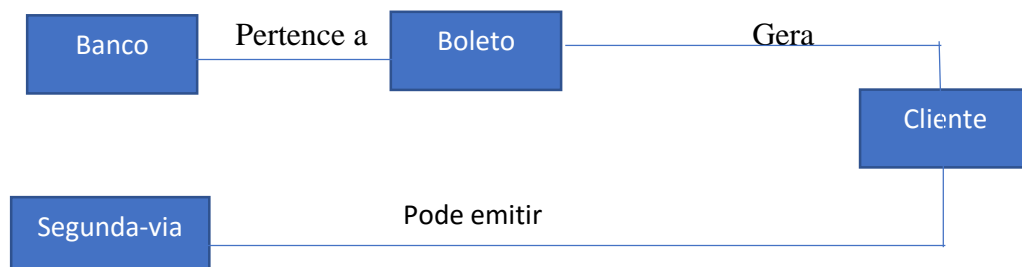 Banco
Pertence a
Boleto
Gera
Cliente
Segunda-via
Pode emitir